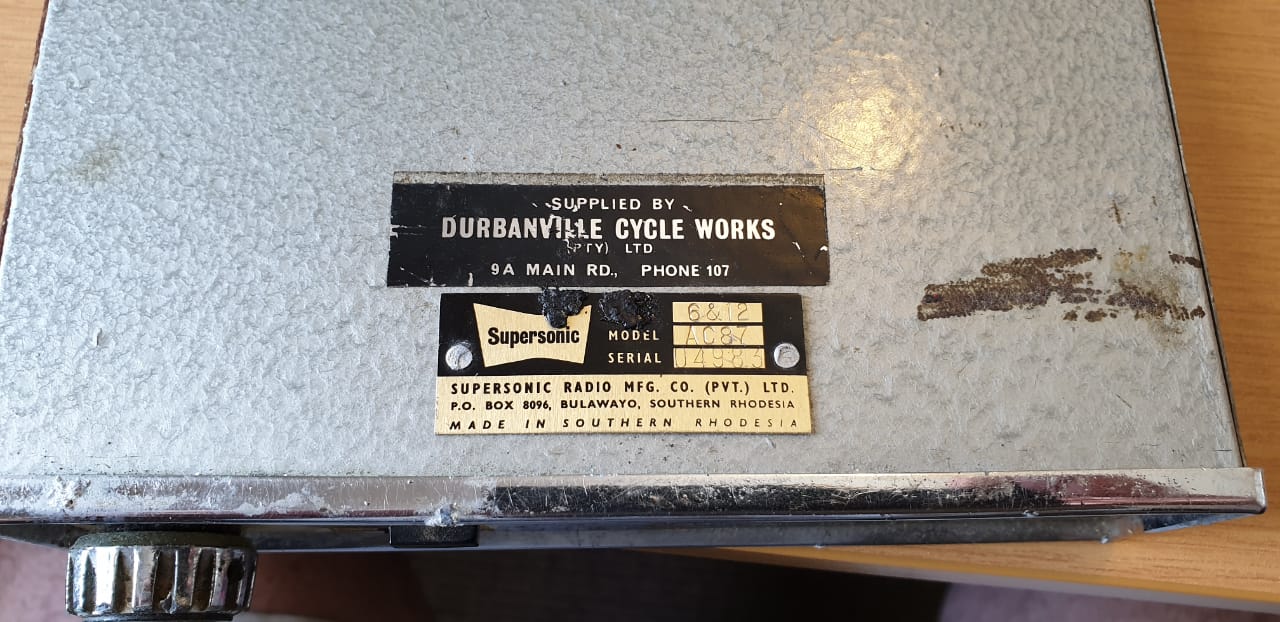 SUPPLIED BY
DURBANVILLE CYCLE WORKS
(PTY) LTD
9A MAIN RD., PHONE 107
6&12
Supersonic
MODEL AC87
SERIAL 04983 A
SUPERSONIC RADIO MFG. CO. (PVT.) LTD.
P.O. BOX 8096, BULAWAYO, SOUTHERN RHODESIA
MADE IN SOUTHERN RHODESIA